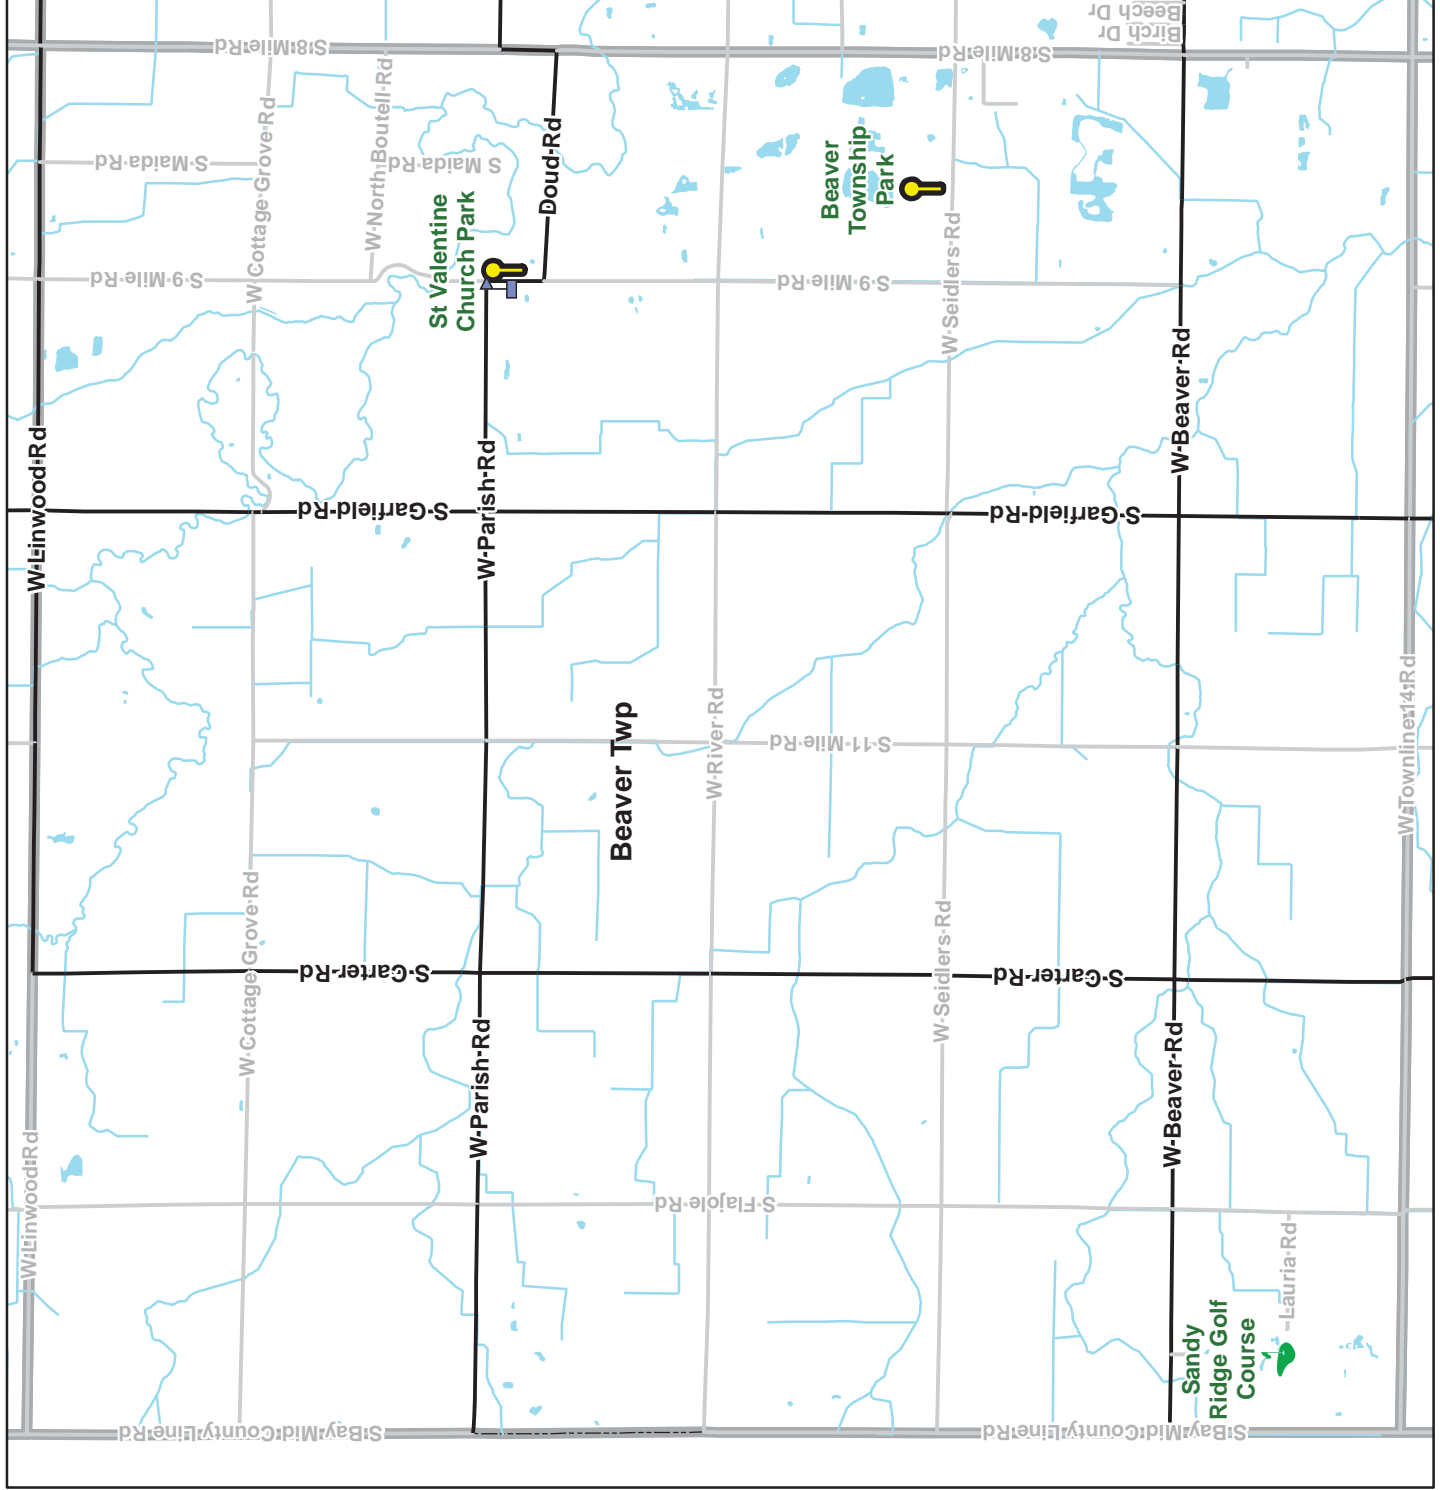 Beech Dr
Birch Dr
S 8 Mile Rd
S 8 Mile Rd
W North Boutell Rd
W Cottage Grove Rd
S Maida Rd
S Maida Rd
Doud Rd
Beaver
Township
Park
St Valentine
Church Park
S 9 Mile Rd
S 9 Mile Rd
W Seidlers Rd
W Beaver Rd
W Linwood Rd
W Parish Rd
S Garfield Rd
S Garfield Rd
Beaver Twp
W River Rd
S 11 Mile Rd
W Townline 14 Rd
W Cottage Grove Rd
W Seidlers Rd
S Carter Rd
S Carter Rd
W Parish Rd
W Beaver Rd
W Linwood Rd
S Flajole Rd
Lauria Rd
Sandy
Ridge Golf
Course
S Bay Mid County Line Rd
S Bay Mid County Line Rd